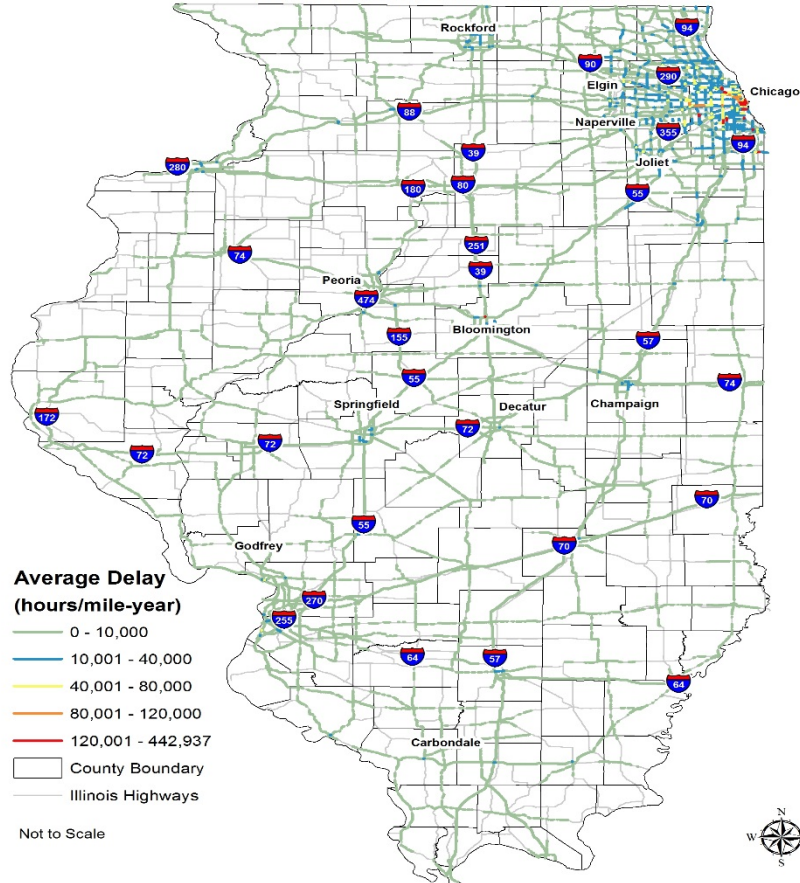 94
Rockford
90
290
Elgin
Chicago
88
Naperville
355
94
39
Joliet
280
180
80
55
251
74
39
Peoria
474
Bloomington
155
57
55
74
Springfield
Decatur
Champaign
172
72
72
72
70
55
Godfrey
70
270
255
64
57
64
Carbondale
Average Delay
(hours/mile-year)
0 - 10,000
10,001 - 40,000
40,001 - 80,000
80,001 - 120,000
120,001 - 442,937
County Boundary
Illinois Highways
Not to Scale
N
W
S